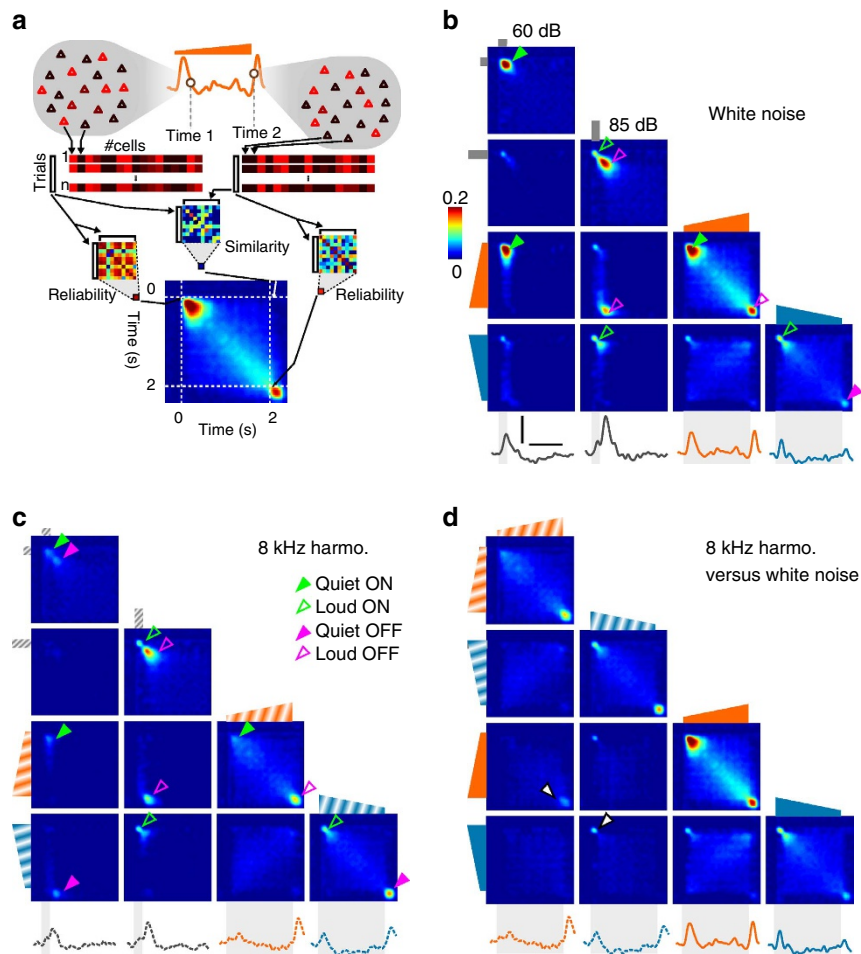 a
Time 1
Time 2
#cells
Trials
1
n
Similarity
Reliability
Reliability
Time (s)
0
2
0
2
Time (s)
b
60 dB
White noise
85 dB
0.2
0
c
8 kHz harmo.
Quiet ON
Loud ON
Quiet OFF
Loud OFF
d
8 kHz harmo.
versus white noise